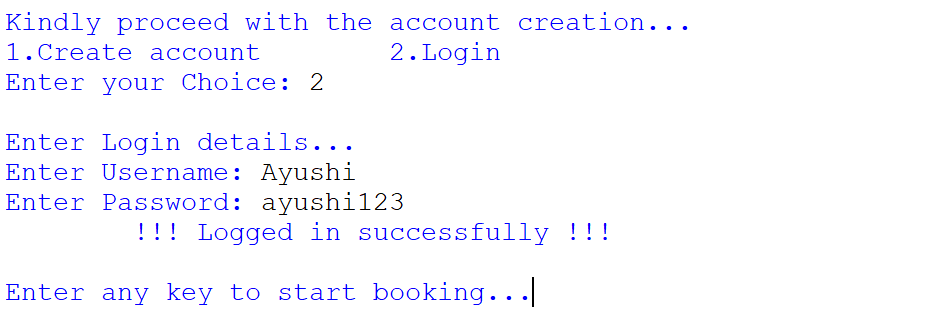 Kindly proceed with the account creation...
1.Create account        2.Login
Enter your Choice: 2
Enter Login details...
Enter Username: Ayushi
Enter Password: ayushi123
!!! Logged in successfully !!!
Enter any key to start booking...